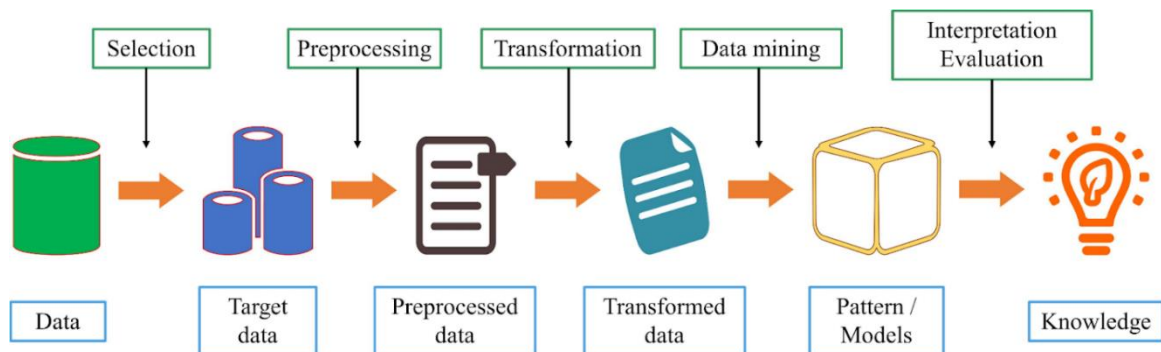 Selection
Preprocessing
Transformation
Data mining
Interpretation
Evaluation
Data
Target
data
Preprocessed
data
Transformed
data
Pattern /
Models
Knowledge